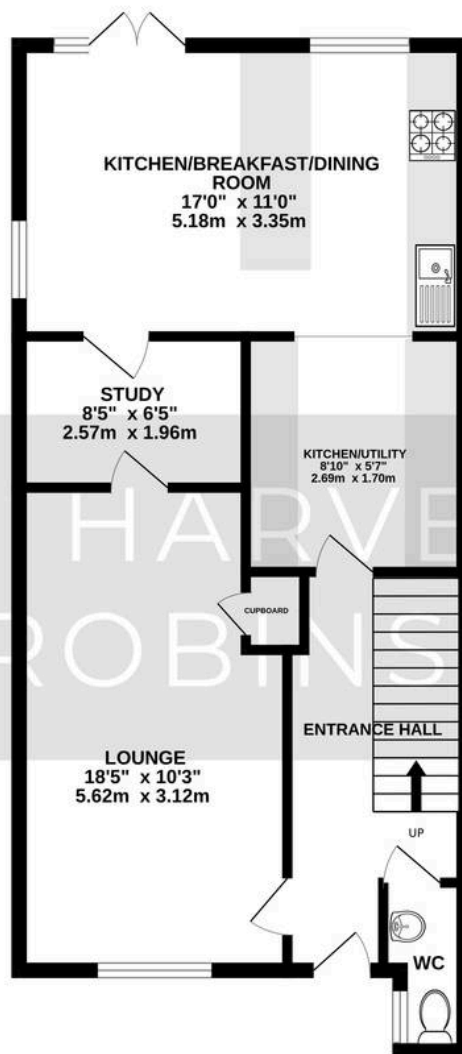 KITCHEN/BREAKFAST/DINING
ROOM
17'0" x 11'0"
5.18m x 3.35m
STUDY
8'5" x 6'5"
2.57m x 1.96m
KITCHEN/UTILITY
8'10" x 5'7"
2.69m x 1.70m
HARVE
ROBINS
CUPBOARD
ENTRANCE HALL
LOUNGE
18'5" x 10'3"
5.62m x 3.12m
UP
WC